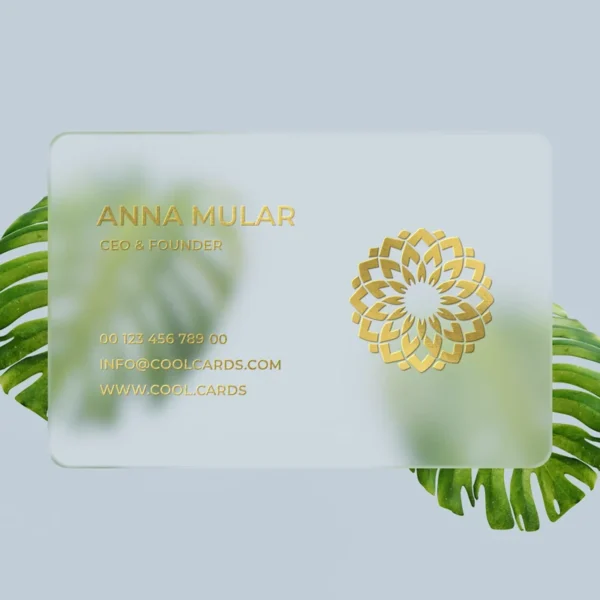 ANNA MULAR
CEO & FOUNDER
00 123 456 789 00
INFO@COOLCARDS.COM
WWW.COOL.CARDS